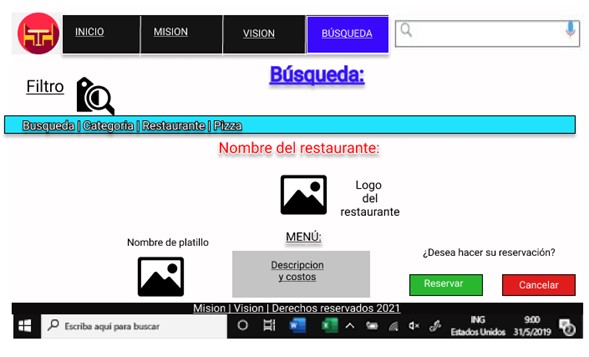 INICIO
MISION
VISION
BÚSQUEDA
Búsqueda:
Filtro
Busqueda | Categoria | Restaurante | Pizza
Nombre del restaurante:
Logo
del
restaurante
MENÚ:
Nombre de platillo
Descripcion
y costos
¿Desea hacer su reservación?
Reservar
Cancelar
Mision | Vision | Derechos reservados 2021
Escriba aquí para buscar
ING
Estados Unidos
9:00
31/5/2019